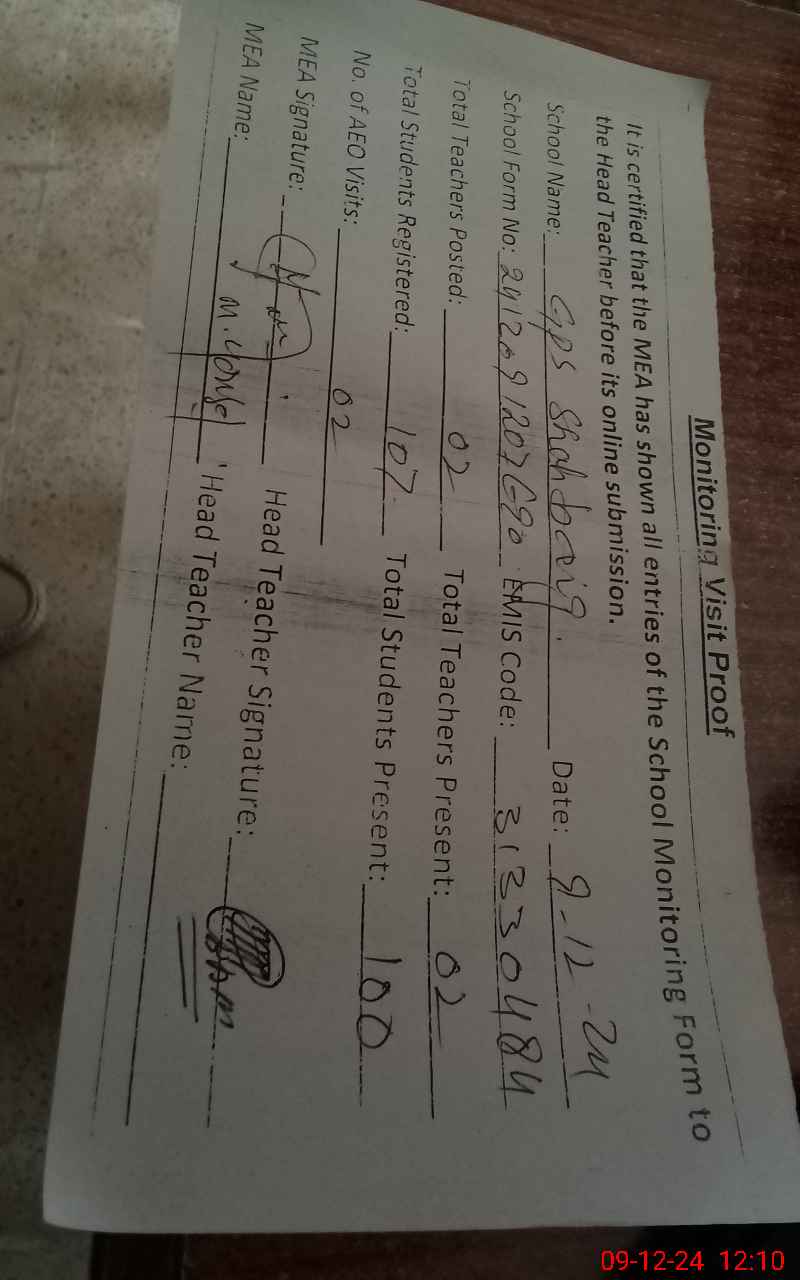 Monitoring Visit Proof
It is certified that the MEA has shown all entries of the School Monitoring Form to
the Head Teacher before its online submission.
School Name: GPS Shahbaig. Date: 9-12-24
School Form No: EMIS Code: 31330484
Total Teachers Posted: 02 Total Teachers Present: 02
Total Students Registered: 107 Total Students Present: 100
No. of AEO Visits: 02
MEA Signature: Head Teacher Signature:
MEA Name: M. Head Teacher Name:
09-12-24 12:10